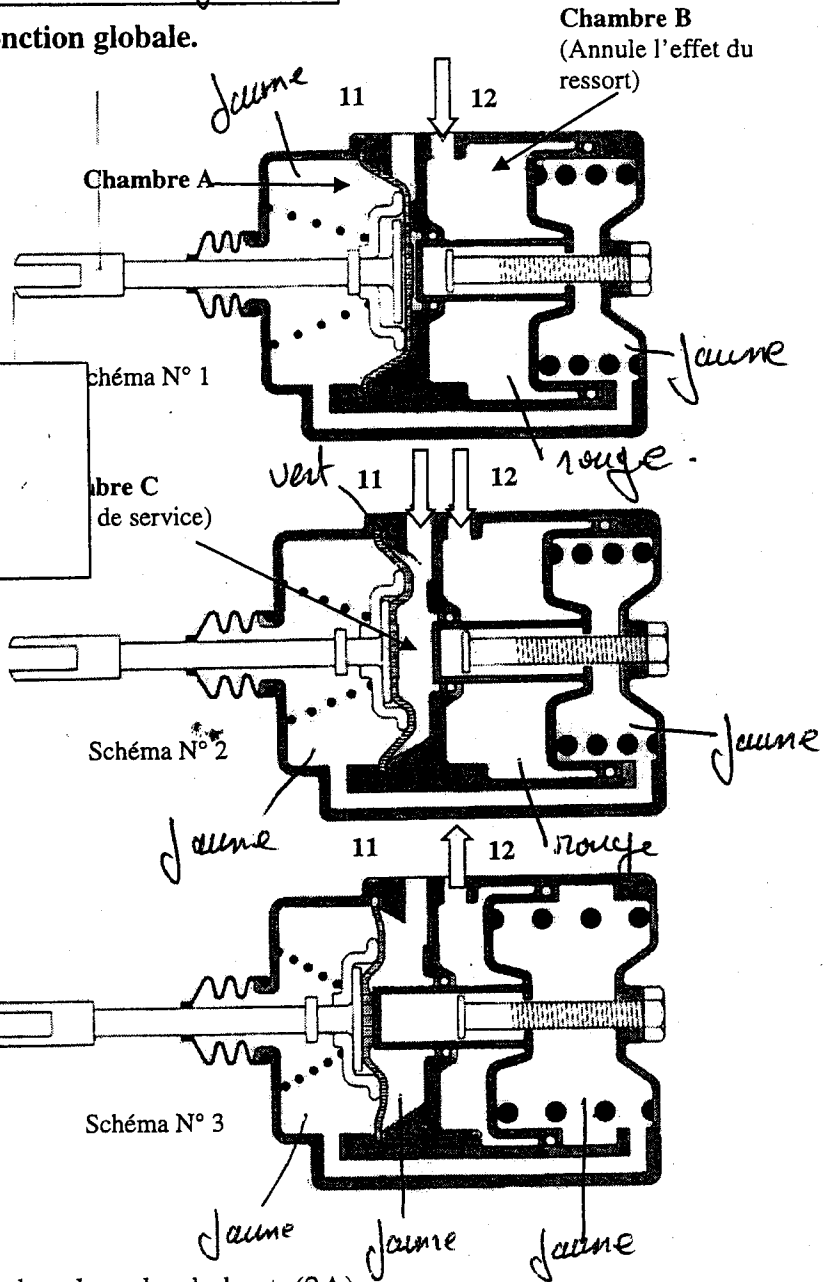 onction globale.
Chambre B
(Annule l'effet du
ressort)
Jaune
11
12
Chambre A
Jaune
chéma N° 1
rouge.
vert
11
12
bre C
de service)
Jaune
Schéma N° 2
Jaune
rouge
11
12
Schéma N° 3
Jaune
Jaune
Jaune